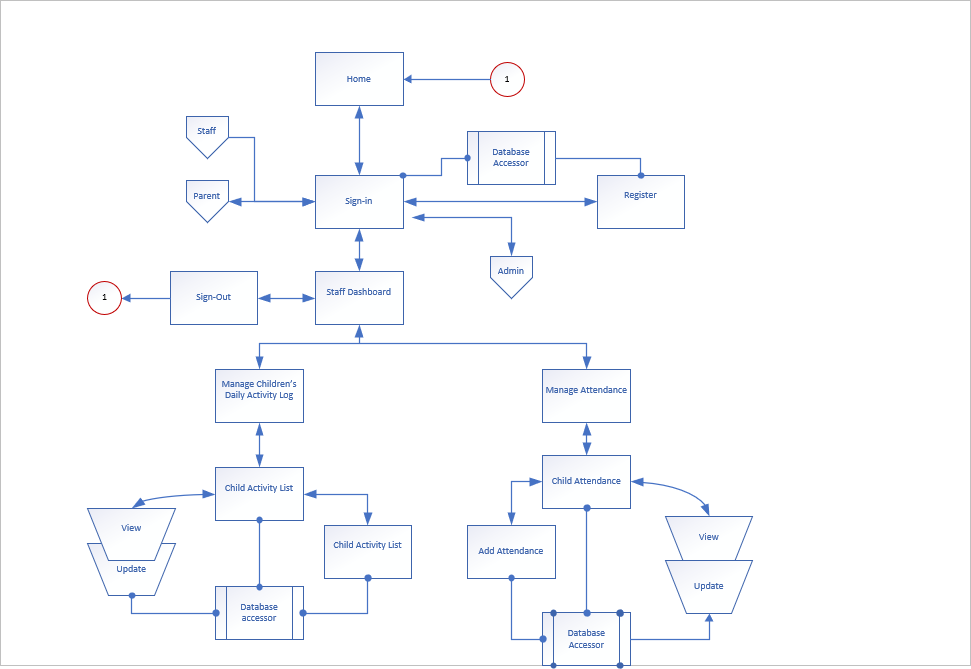 Home
1
Staff
Database
Accessor
Parent
Sign-in
Register
Admin
1
Sign-Out
Staff Dashboard
Manage Children's
Daily Activity Log
Manage Attendance
Child Activity List
Child Attendance
View
Update
Child Activity List
Add Attendance
View
Update
Database
accessor
Database
Accessor